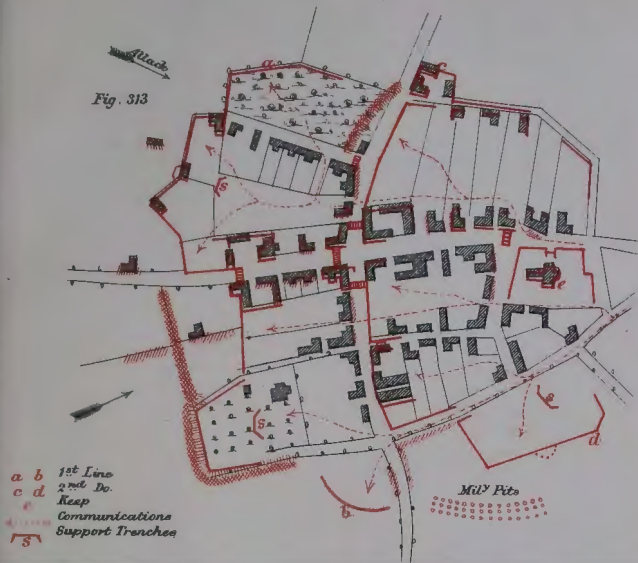 Attack
Fig. 313
a
c
s
e
s
s
d
b
a b 1st Line
c d 2nd Do.
e Keep
Communications
s Support Trenches
Mily Pits